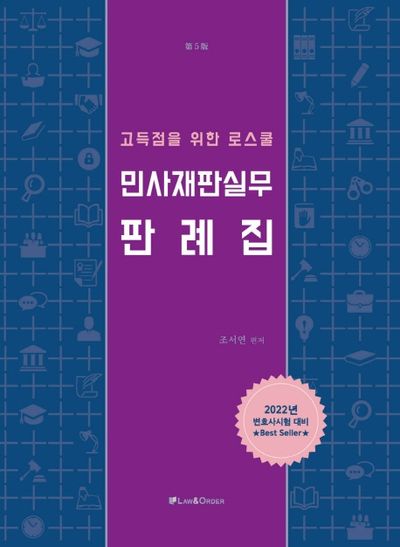 第5版
고득점을 위한 로스쿨
민사재판실무
판례집
조서연 편저
2022년
변호사시험 대비
★Best Seller★
LAW&ORDER